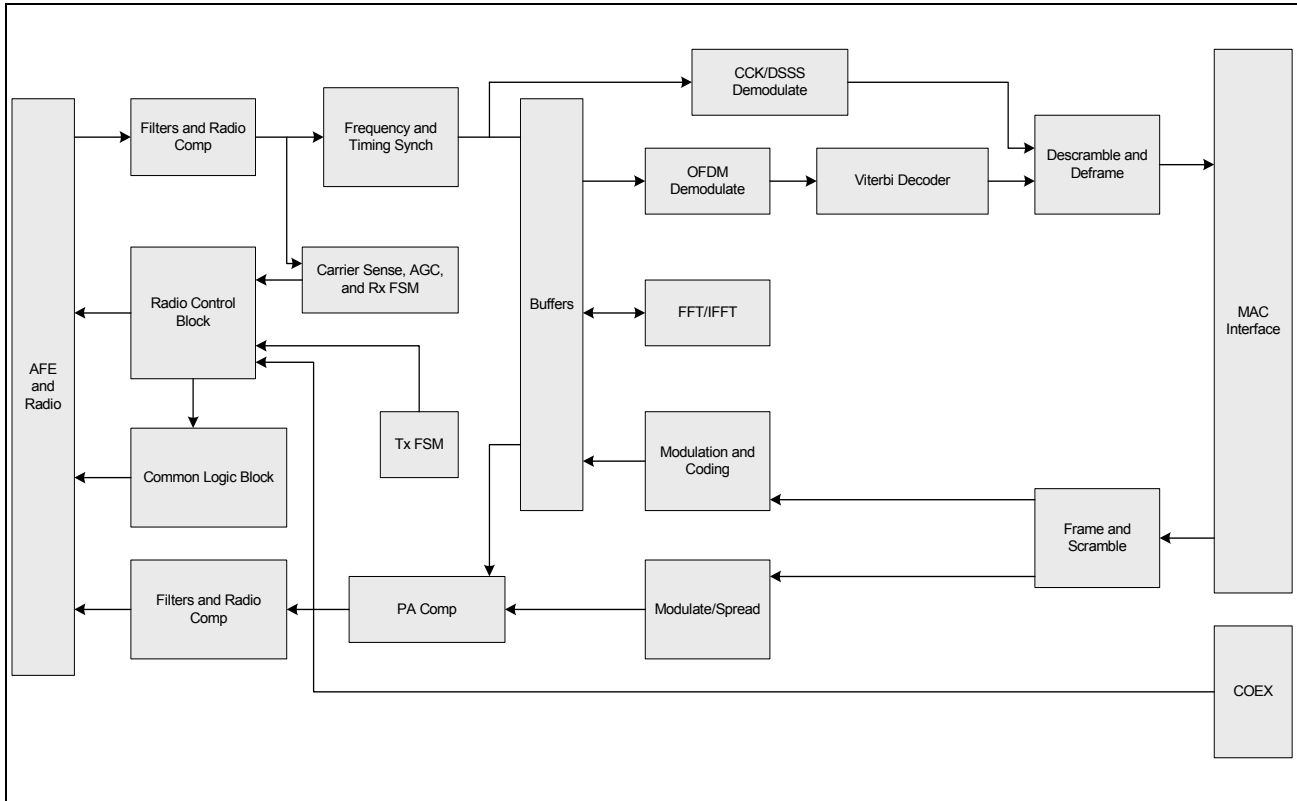 CCK/DSSS
Demodulate
Filters and Radio
Comp
Frequency and
Timing Synch
OFDM
Demodulate
Viterbi Decoder
Descramble and
Deframe
Carrier Sense, AGC,
and Rx FSM
Radio Control
Block
Buffers
FFT/IFFT
MAC
Interface
AFE
and
Radio
Tx FSM
Common Logic Block
Modulation and
Coding
Frame and
Scramble
Filters and Radio
Comp
PA Comp
Modulate/Spread
COEX